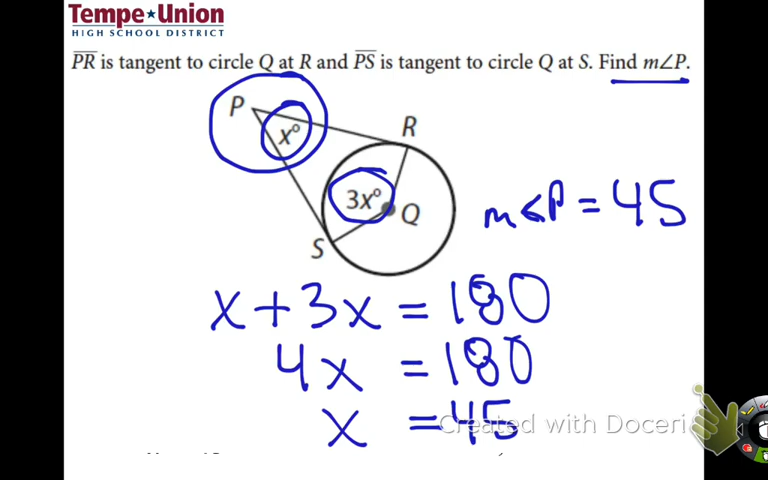 Tempe★Union
HIGH SCHOOL DISTRICT
PR is tangent to circle Q at R and PS is tangent to circle Q at S. Find m∠P.
P
x°
R
3x°
Q
S
m∠P = 45
x + 3x = 180
4x = 180
x = 45
Created with Doceri